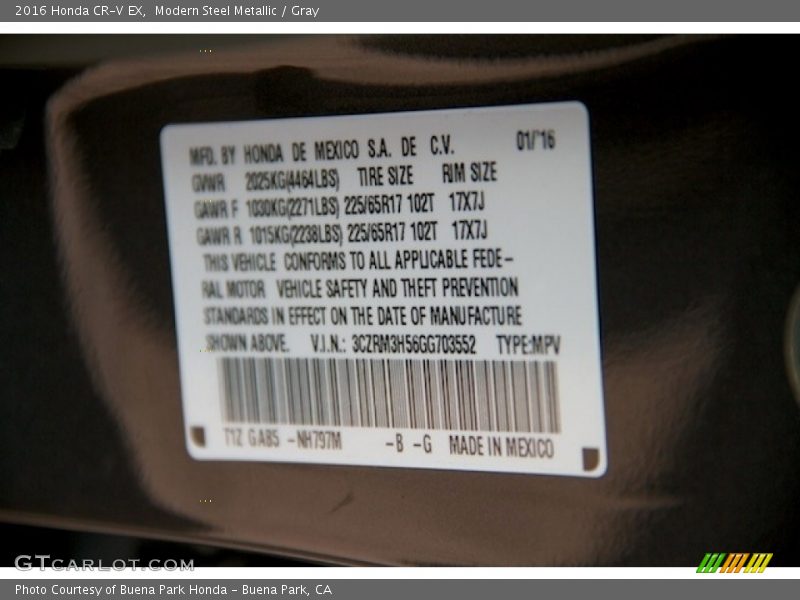 2016 Honda CR-V EX,  Modern Steel Metallic / Gray
MFD. BY HONDA DE MEXICO S.A. DE C.V. 01/'16
GVWR 2025KG(4464LBS) TIRE SIZE RIM SIZE
GAWR F 1030KG(2271LBS) 225/65R17 102T 17X7J
GAWR R 1015KG(2238LBS) 225/65R17 102T 17X7J
THIS VEHICLE CONFORMS TO ALL APPLICABLE FEDE-
RAL MOTOR VEHICLE SAFETY AND THEFT PREVENTION
STANDARDS IN EFFECT ON THE DATE OF MANUFACTURE
SHOWN ABOVE. V.I.N.: 3CZRM3H56GG703552 TYPE:MPV
T1Z GA85 -NH797M -B -G MADE IN MEXICO
GTCARLOT.COM
Photo Courtesy of Buena Park Honda - Buena Park, CA